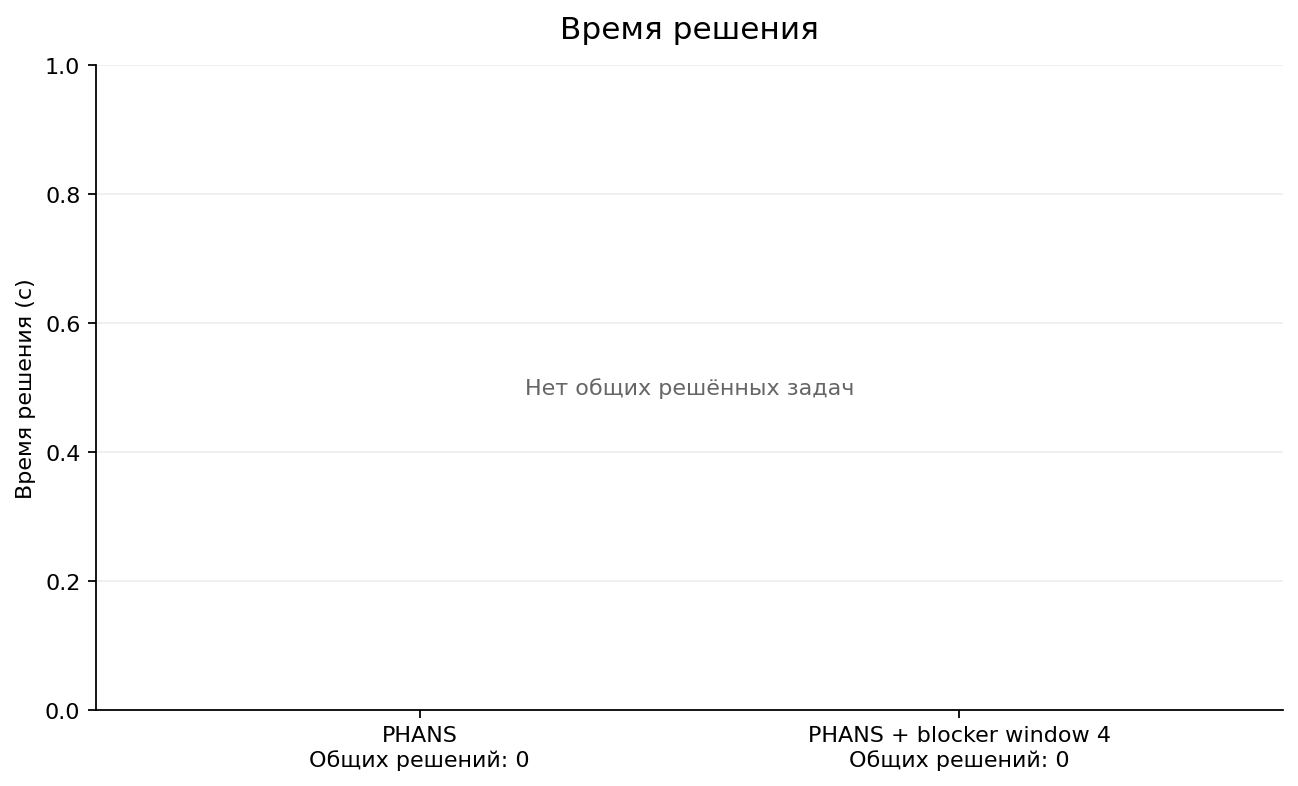 Время решения
1.0
0.8
0.6
0.4
0.2
0.0
Время решения (с)
Нет общих решённых задач
PHANS
Общих решений: 0
PHANS + blocker window 4
Общих решений: 0